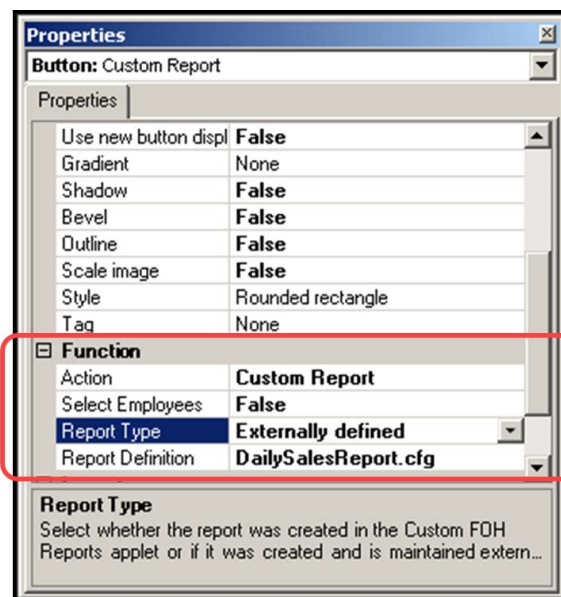 Properties
Button: Custom Report
Properties
Use new button displ False
Gradient None
Shadow False
Bevel False
Outline False
Scale image False
Style Rounded rectangle
Tag None
Function
Action Custom Report
Select Employees False
Report Type Externally defined
Report Definition DailySalesReport.cfg
Report Type
Select whether the report was created in the Custom FOH
Reports applet or if it was created and is maintained extern...